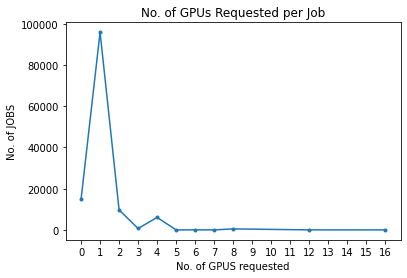 No. of GPUs Requested per Job
No. of JOBS
100000
80000
60000
40000
20000
0
0 1 2 3 4 5 6 7 8 9 10 11 12 13 14 15 16
No. of GPUS requested